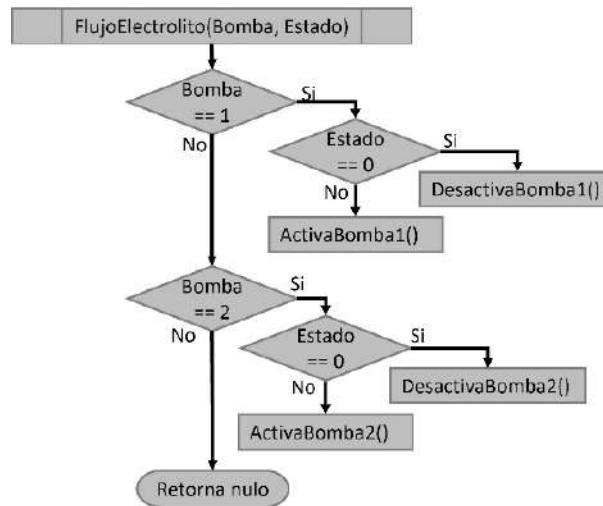 FlujoElectrolito(Bomba, Estado)
Bomba
== 1
Si
No
Estado
== 0
Si
No
DesactivaBomba1()
ActivaBomba1()
Bomba
== 2
Si
No
Estado
== 0
Si
No
DesactivaBomba2()
ActivaBomba2()
Retorna nulo